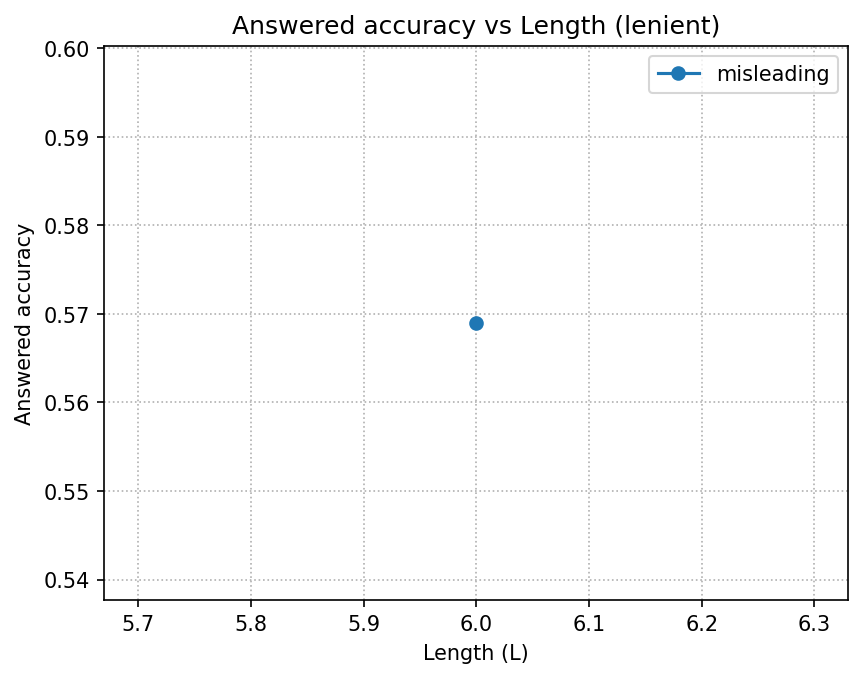 Answered accuracy vs Length (lenient)
misleading
Answered accuracy
0.60
0.59
0.58
0.57
0.56
0.55
0.54
5.7 5.8 5.9 6.0 6.1 6.2 6.3
Length (L)